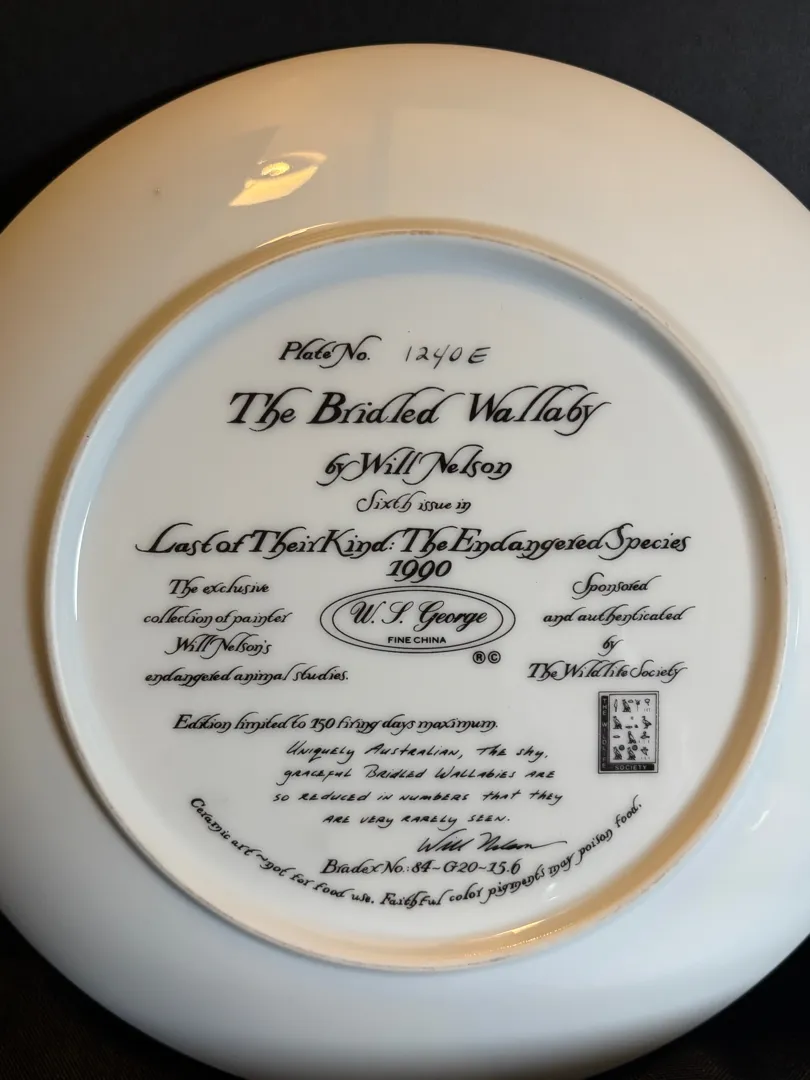 Plate No. 1240E
The Bridled Wallaby
by Will Nelson
Sixth issue in
Last of Their Kind: The Endangered Species
1990
The exclusive
collection of painter
Will Nelson's
endangered animal studies.
W. S. George
FINE CHINA
®©
Sponsored
and authenticated
by
The Wildlife Society
THE WILDLIFE
SOCIETY
Edition limited to 150 firing days maximum.
Uniquely Australian, the shy,
graceful Bridled Wallabies are
so reduced in numbers that they
are very rarely seen.
Will Nelson
Bradex No.: 84-G20-15.6
Ceramic art ~ not for food use. Faithful color pigments may poison food.